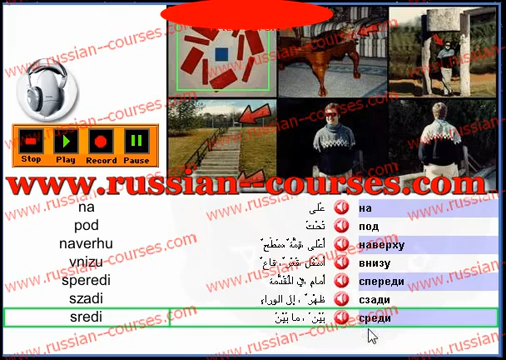 Stop Play Record Pause
www.russian--courses.com
na على на
pod تَحْتَ под
naverhu наверху
vnizu внизу
speredi спереди
szadi сзади
sredi среди